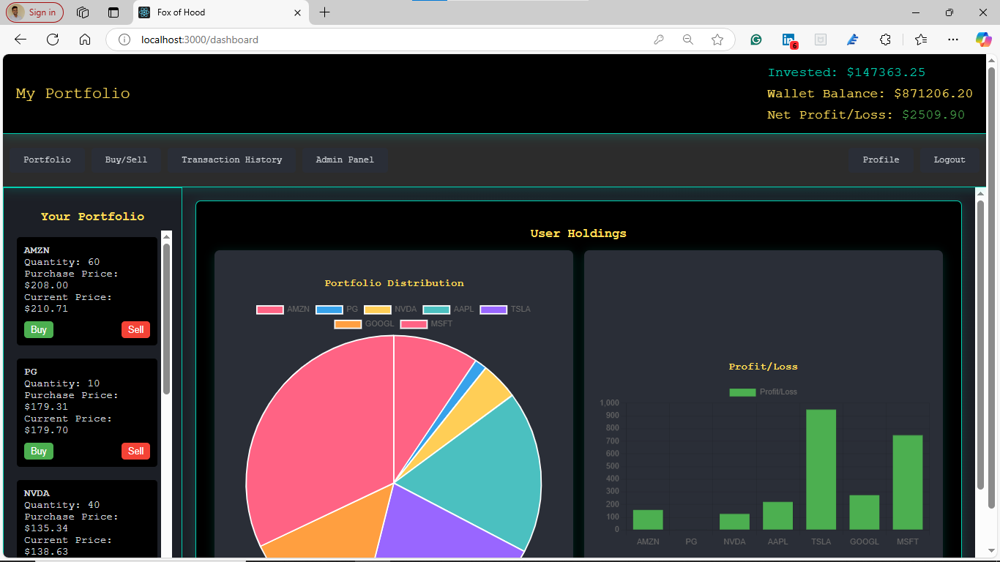 Sign in
Fox of Hood
localhost:3000/dashboard
6
My Portfolio
Invested: $147363.25
Wallet Balance: $871206.20
Net Profit/Loss: $2509.90
Portfolio Buy/Sell Transaction History Admin Panel Profile Logout
Your Portfolio
AMZN
Quantity: 60
Purchase Price:
$208.00
Current Price:
$210.71
Buy Sell
PG
Quantity: 10
Purchase Price:
$179.31
Current Price:
$179.70
Buy Sell
NVDA
Quantity: 40
Purchase Price:
$135.34
Current Price:
$138.63
User Holdings
Portfolio Distribution
AMZN PG NVDA AAPL TSLA
GOOGL MSFT
Profit/Loss
Profit/Loss
1,000
900
800
700
600
500
400
300
200
100
0
AMZN PG NVDA AAPL TSLA GOOGL MSFT